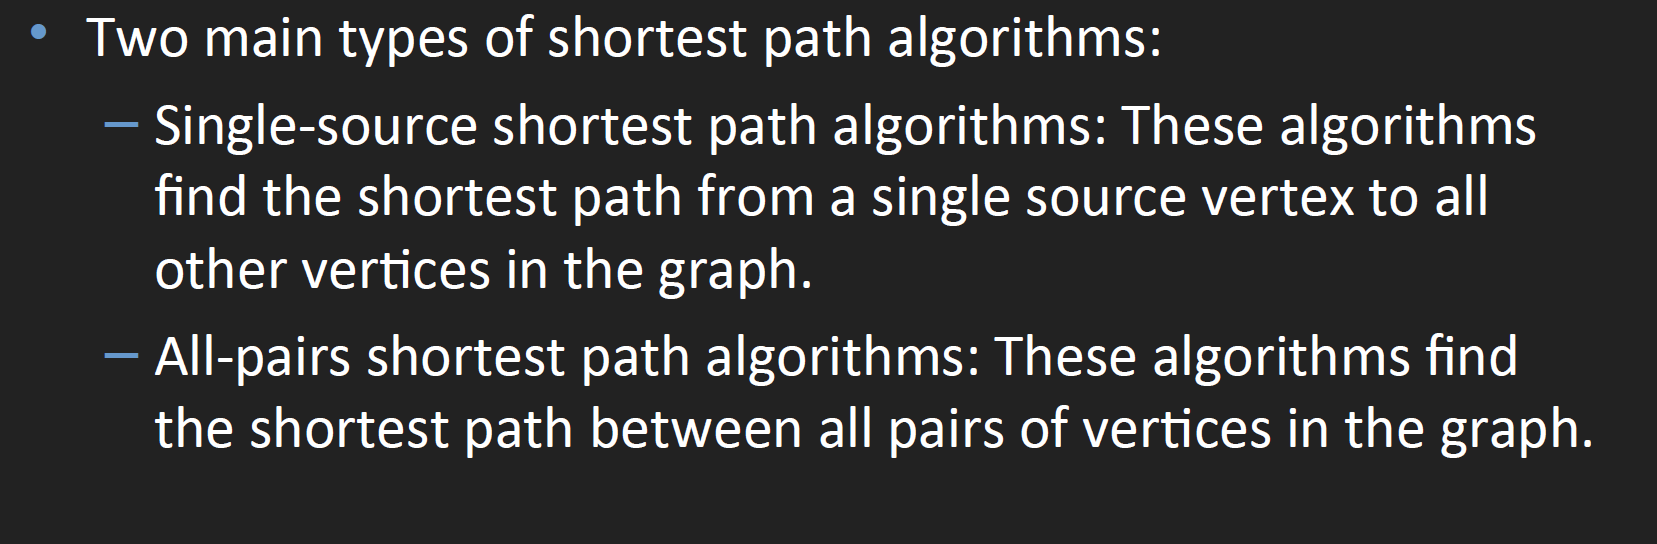 • Two main types of shortest path algorithms:
– Single-source shortest path algorithms: These algorithms
find the shortest path from a single source vertex to all
other vertices in the graph.
– All-pairs shortest path algorithms: These algorithms find
the shortest path between all pairs of vertices in the graph.